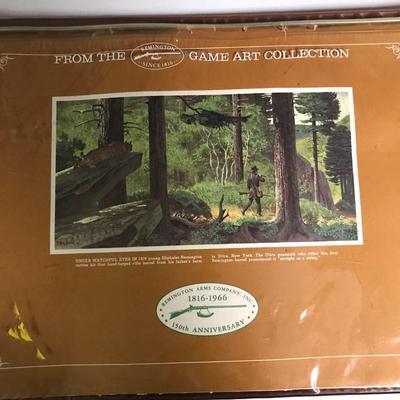 FROM THE REMINGTON SINCE 1816 GAME ART COLLECTION
UNDER WATCHFUL EYES IN 1816 young Eliphalet Remington
carries his first hand-forged rifle barrel from his father's farm
to Utica, New York. The Utica gunsmith who rifled this first
Remington barrel pronounced it "straight as a string."
REMINGTON ARMS COMPANY, INC.
1816-1966
150th ANNIVERSARY